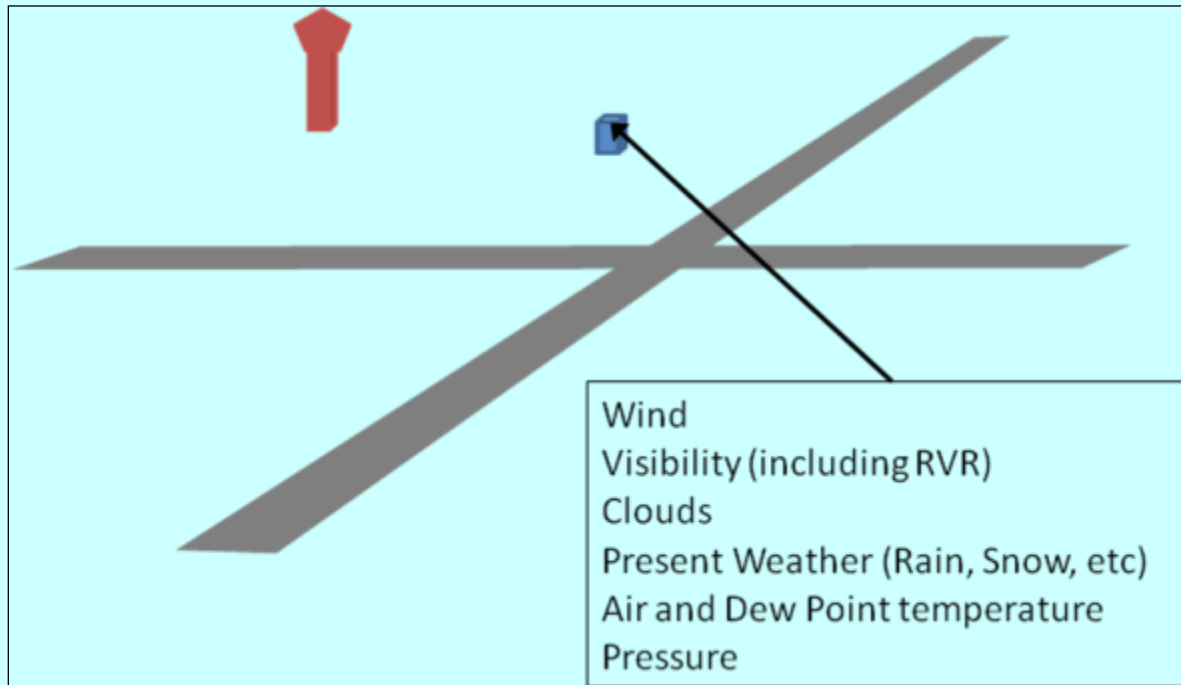 Wind
Visibility (including RVR)
Clouds
Present Weather (Rain, Snow, etc)
Air and Dew Point temperature
Pressure